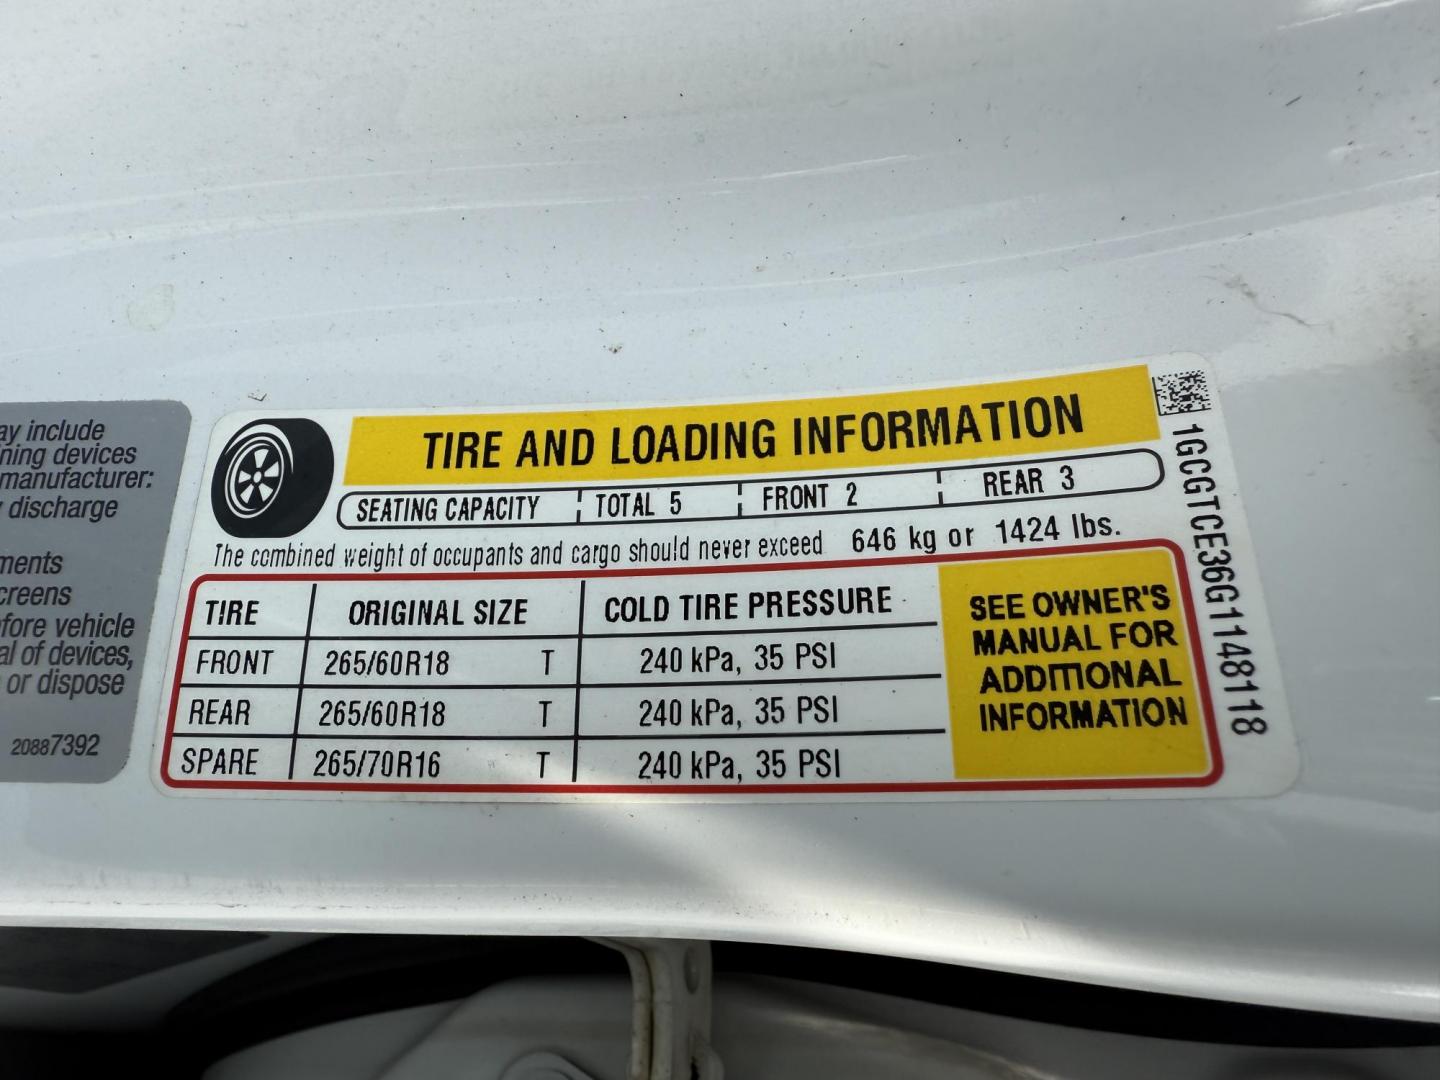 ay include
ning devices
manufacturer:
discharge
ments
creens
fore vehicle
al of devices,
or dispose
20887392
TIRE AND LOADING INFORMATION
SEATING CAPACITY TOTAL 5 FRONT 2 REAR 3
The combined weight of occupants and cargo should never exceed 646 kg or 1424 lbs.
TIRE ORIGINAL SIZE COLD TIRE PRESSURE
FRONT 265/60R18 T 240 kPa, 35 PSI
REAR 265/60R18 T 240 kPa, 35 PSI
SPARE 265/70R16 T 240 kPa, 35 PSI
SEE OWNER'S
MANUAL FOR
ADDITIONAL
INFORMATION
1GCGTCE36G1148118